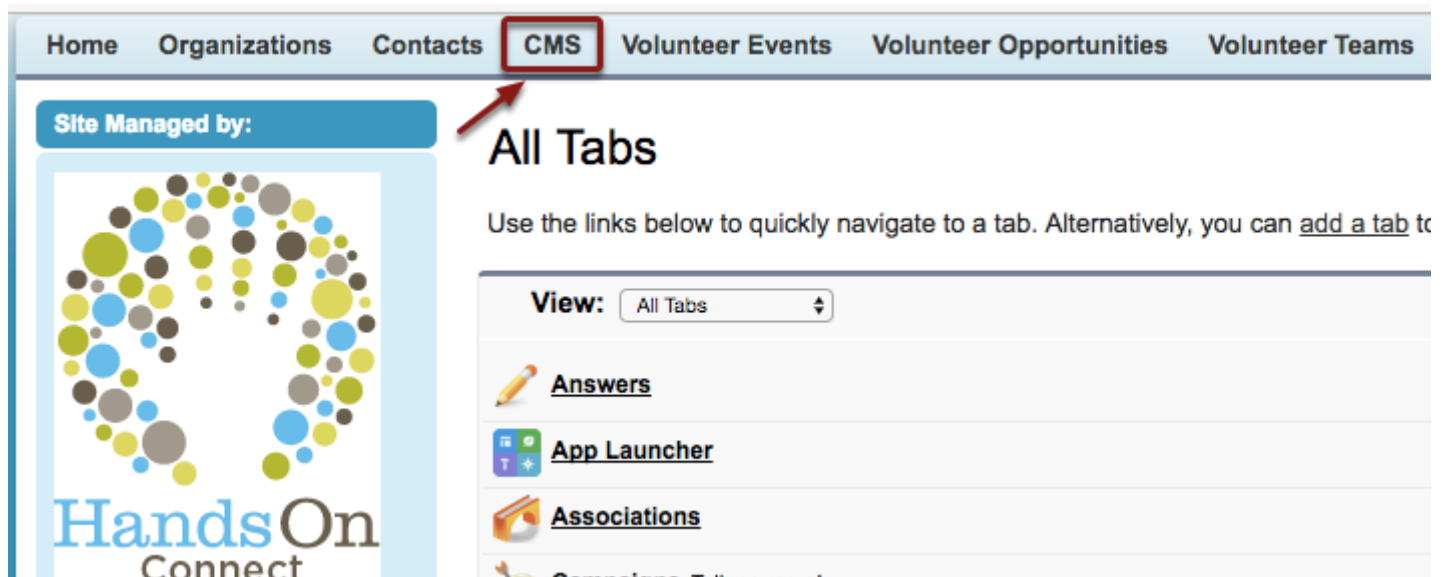 Home Organizations Contacts CMS Volunteer Events Volunteer Opportunities Volunteer Teams
Site Managed by:
HandsOn
Connect
All Tabs
Use the links below to quickly navigate to a tab. Alternatively, you can add a tab
View: All Tabs
Answers
App Launcher
Associations